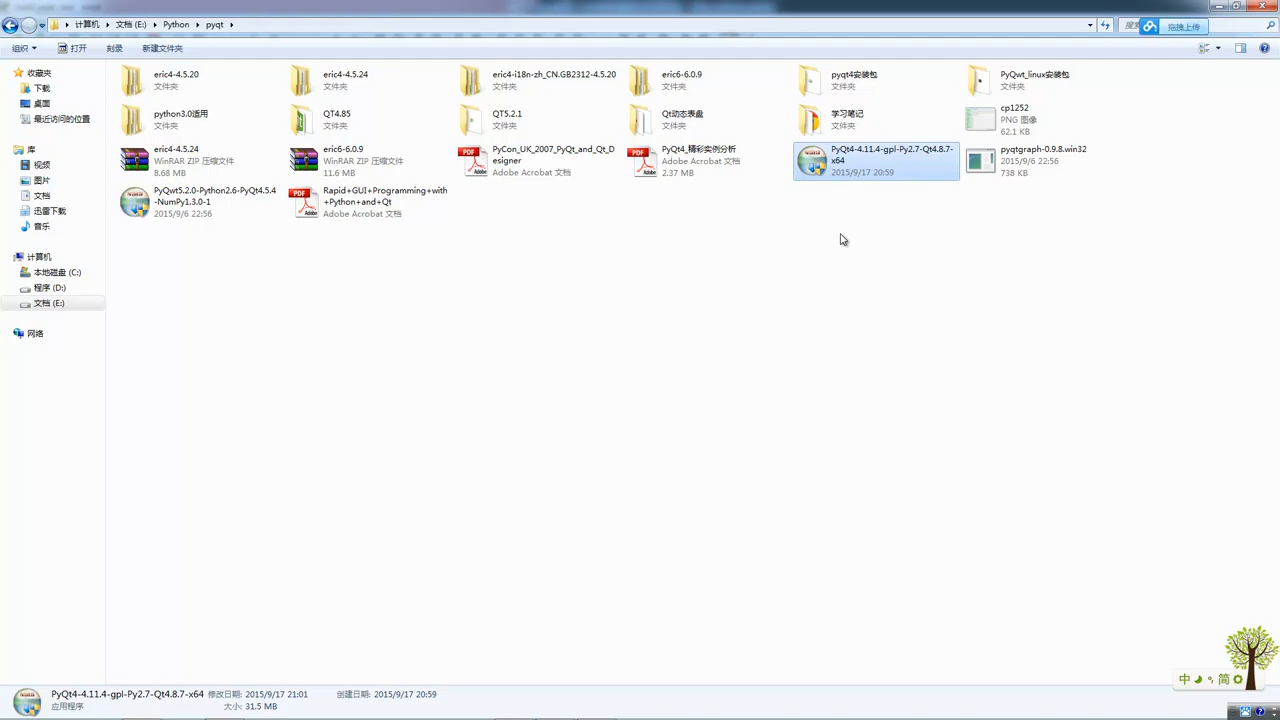 计算机 ▸ 文档 (E:) ▸ Python ▸ pyqt ▸
拖拽上传
组织 ▾ 打开 刻录 新建文件夹
收藏夹
下载
桌面
最近访问的位置
库
视频
图片
文档
迅雷下载
音乐
计算机
本地磁盘 (C:)
程序 (D:)
文档 (E:)
网络
eric4-4.5.20
文件夹
eric4-4.5.24
文件夹
eric4-i18n-zh_CN.GB2312-4.5.20
文件夹
eric6-6.0.9
文件夹
pyqt4安装包
文件夹
PyQwt_linux安装包
文件夹
python3.0适用
文件夹
QT4.85
文件夹
QT5.2.1
文件夹
Qt动态表盘
文件夹
学习笔记
文件夹
cp1252
PNG 图像
62.1 KB
eric4-4.5.24
WinRAR ZIP 压缩文件
8.68 MB
eric6-6.0.9
WinRAR ZIP 压缩文件
11.6 MB
PyCon_UK_2007_PyQt_and_Qt_D
esigner
Adobe Acrobat 文档
PyQt4_精彩实例分析
Adobe Acrobat 文档
2.37 MB
PyQt4-4.11.4-gpl-Py2.7-Qt4.8.7-
x64
2015/9/17 20:59
pyqtgraph-0.9.8.win32
2015/9/6 22:56
738 KB
PyQwt5.2.0-Python2.6-PyQt4.5.4
-NumPy1.3.0-1
2015/9/6 22:56
Rapid+GUI+Programming+with
+Python+and+Qt
Adobe Acrobat 文档
中 简
PyQt4-4.11.4-gpl-Py2.7-Qt4.8.7-x64 修改日期: 2015/9/17 21:01 创建日期: 2015/9/17 20:59
应用程序 大小: 31.5 MB